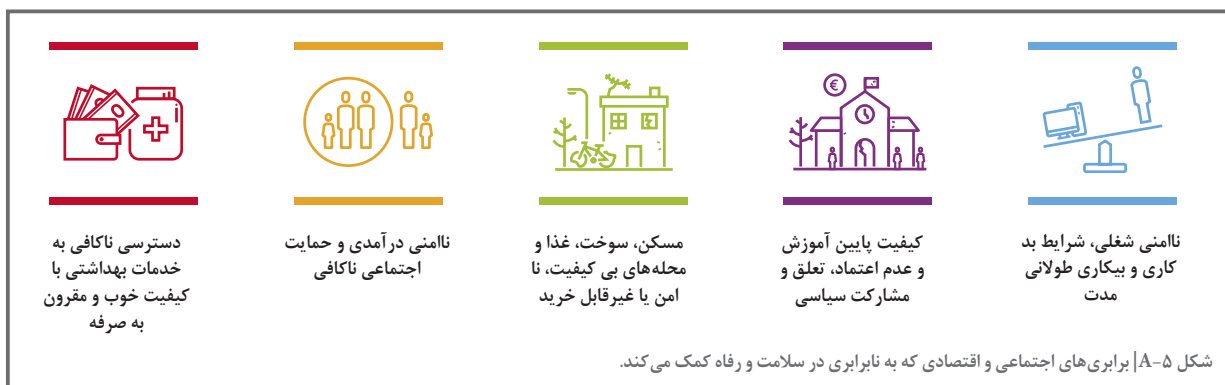 ناامنی شغلی، شرایط بد
کاری و بیکاری طولانی
مدت
کیفیت پایین آموزش
و عدم اعتماد، تعلق و
مشارکت سیاسی
مسکن، سوخت، غذا و
محله‌های بی کیفیت، نا
امن یا غیرقابل خرید
ناامنی درآمدی و حمایت
اجتماعی ناکافی
دسترسی ناکافی به
خدمات بهداشتی با
کیفیت خوب و مقرون
به صرفه
شکل ۵-A| برابری‌های اجتماعی و اقتصادی که به نابرابری در سلامت و رفاه کمک می‌کند.
€